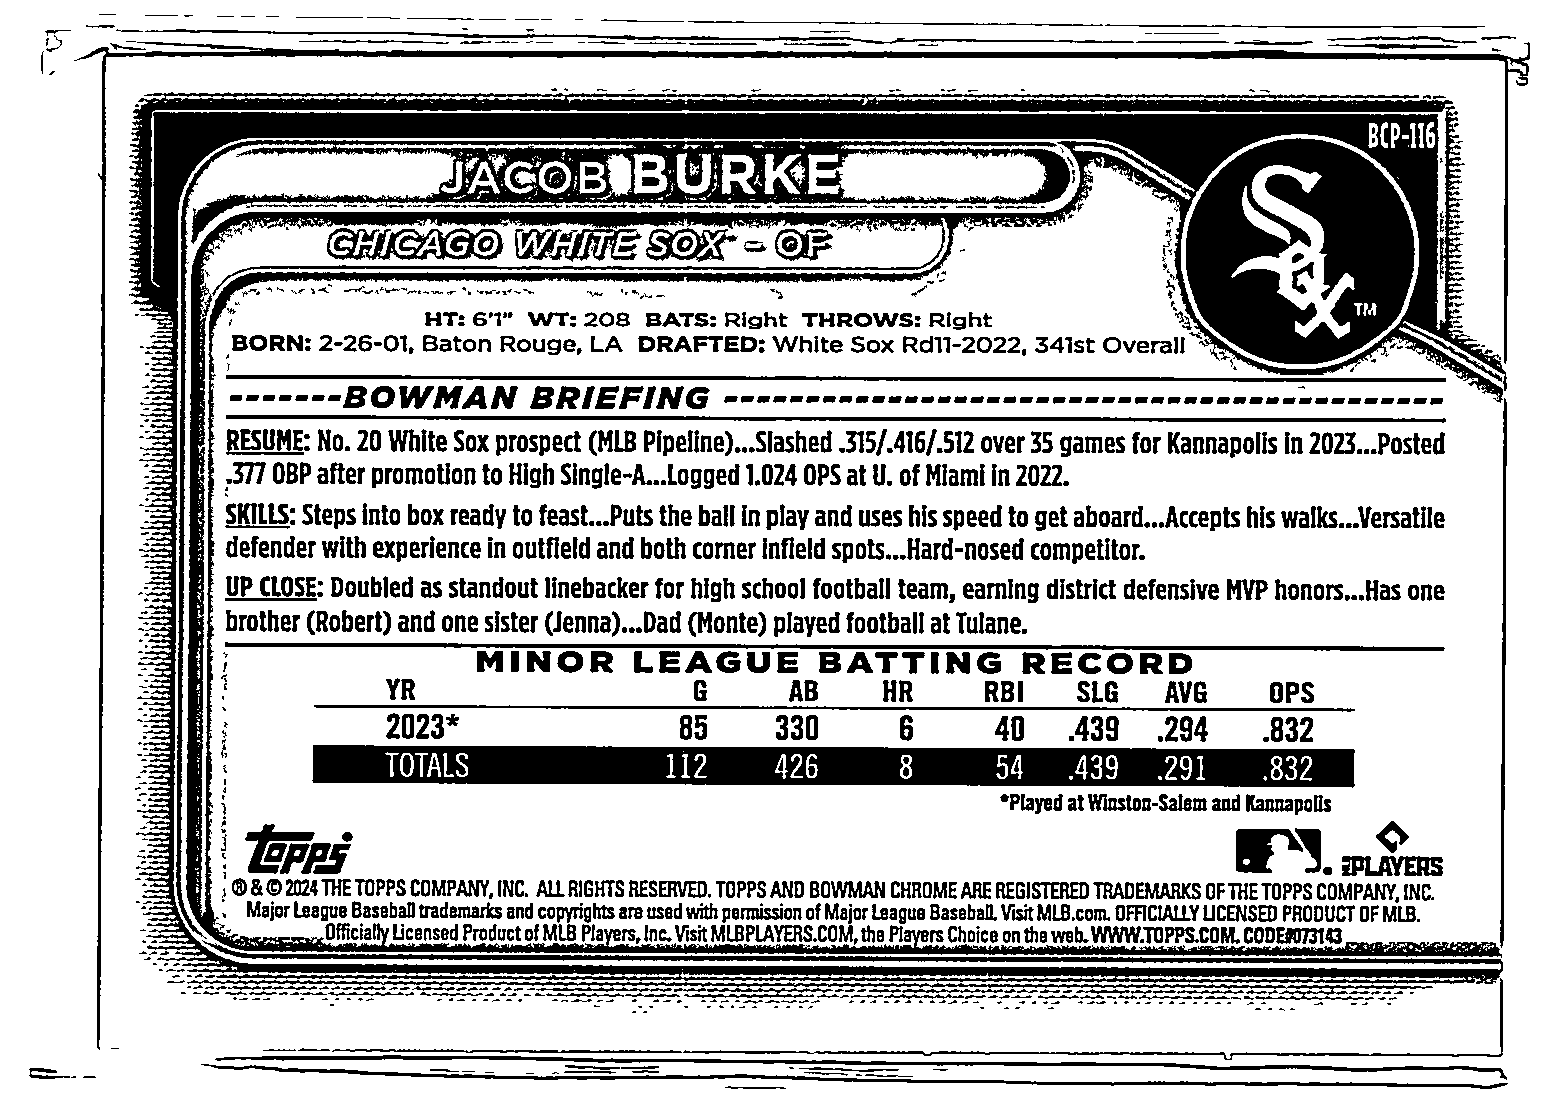 BCP-116
JACOB BURKE
CHICAGO WHITE SOX™ - OF
Sox™
HT: 6'1" WT: 208 BATS: Right THROWS: Right
BORN: 2-26-01, Baton Rouge, LA DRAFTED: White Sox Rd11-2022, 341st Overall
BOWMAN BRIEFING
RESUME: No. 20 White Sox prospect (MLB Pipeline)...Slashed .315/.416/.512 over 35 games for Kannapolis in 2023...Posted
.377 OBP after promotion to High Single-A...Logged 1.024 OPS at U. of Miami in 2022.
SKILLS: Steps into box ready to feast...Puts the ball in play and uses his speed to get aboard...Accepts his walks...Versatile
defender with experience in outfield and both corner infield spots...Hard-nosed competitor.
UP CLOSE: Doubled as standout linebacker for high school football team, earning district defensive MVP honors...Has one
brother (Robert) and one sister (Jenna)...Dad (Monte) played football at Tulane.
MINOR LEAGUE BATTING RECORD
YR G AB HR RBI SLG AVG OPS
2023* 85 330 6 40 .439 .294 .832
TOTALS 112 426 8 54 .439 .291 .832
*Played at Winston-Salem and Kannapolis
Topps
PLAYERS
® & © 2024 THE TOPPS COMPANY, INC. ALL RIGHTS RESERVED. TOPPS AND BOWMAN CHROME ARE REGISTERED TRADEMARKS OF THE TOPPS COMPANY, INC.
Major League Baseball trademarks and copyrights are used with permission of Major League Baseball. Visit MLB.com. OFFICIALLY LICENSED PRODUCT OF MLB.
Officially Licensed Product of MLB Players, Inc. Visit MLBPLAYERS.COM, the Players Choice on the web. WWW.TOPPS.COM. CODE#073143